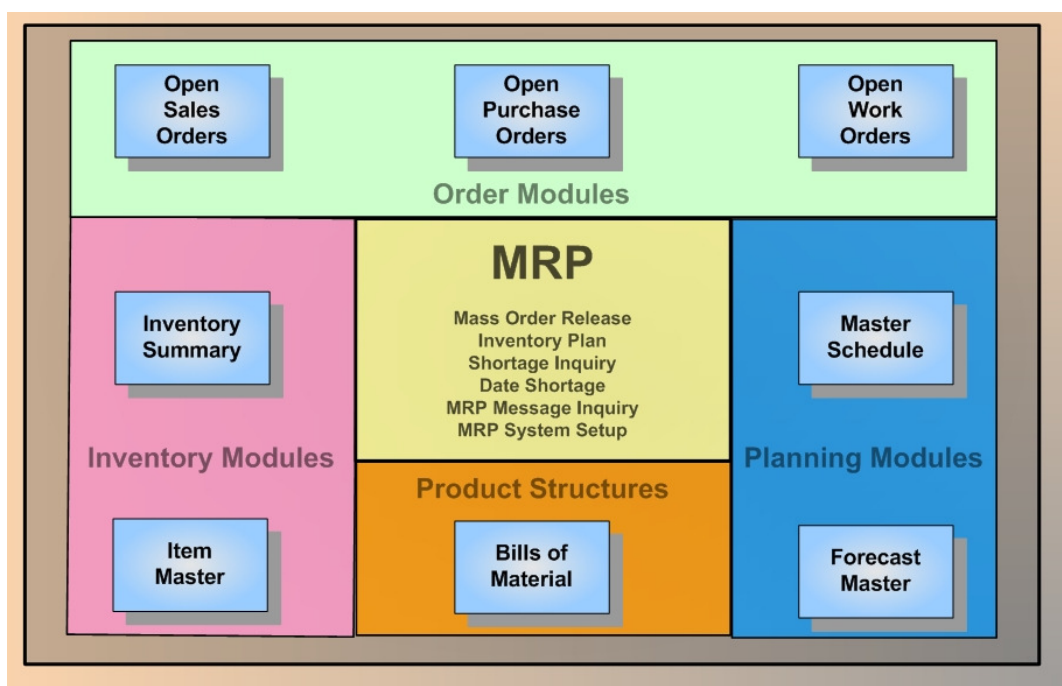 Open
Sales
Orders
Open
Purchase
Orders
Open
Work
Orders
Order Modules
Inventory
Summary
Inventory Modules
Item
Master
MRP
Mass Order Release
Inventory Plan
Shortage Inquiry
Date Shortage
MRP Message Inquiry
MRP System Setup
Product Structures
Bills of
Material
Master
Schedule
Planning Modules
Forecast
Master